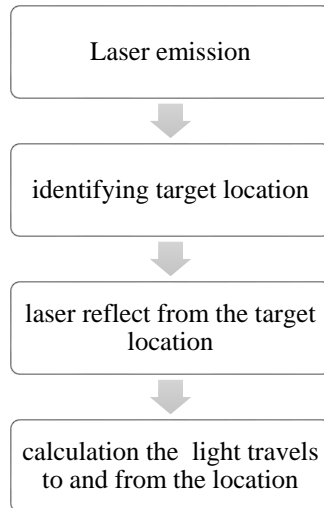 Laser emission
identifying target location
laser reflect from the target
location
calculation the light travels
to and from the location